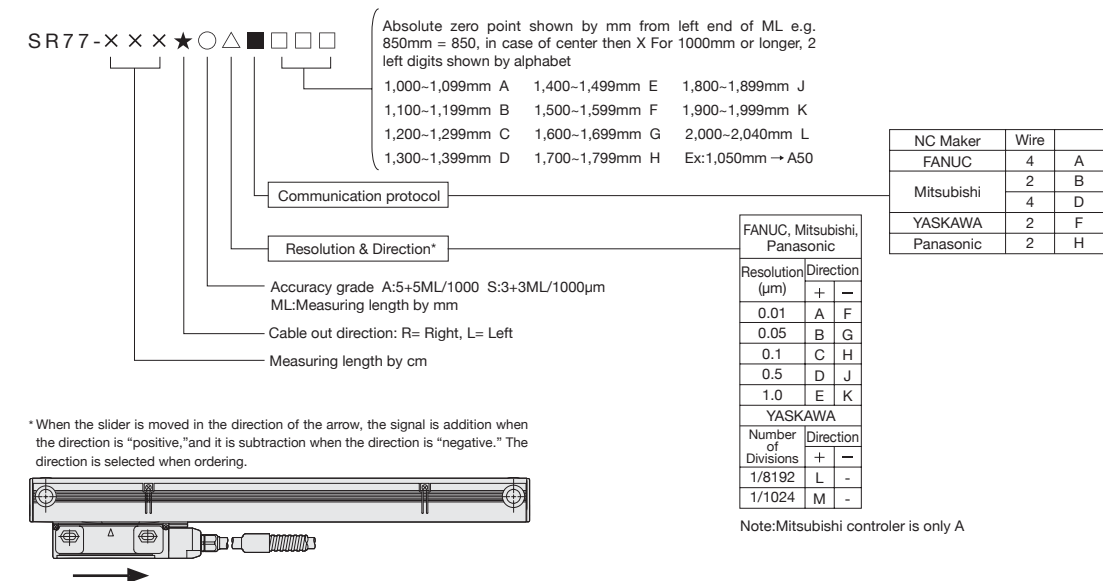 SR77-✕✕✕★○△■□□□
Absolute zero point shown by mm from left end of ML e.g.
850mm = 850, in case of center then X For 1000mm or longer, 2
left digits shown by alphabet
1,000~1,099mm A 1,400~1,499mm E 1,800~1,899mm J
1,100~1,199mm B 1,500~1,599mm F 1,900~1,999mm K
1,200~1,299mm C 1,600~1,699mm G 2,000~2,040mm L
1,300~1,399mm D 1,700~1,799mm H Ex:1,050mm → A50
Communication protocol
NC Maker Wire
FANUC 4 A
Mitsubishi 2 B
4 D
YASKAWA 2 F
Panasonic 2 H
Resolution & Direction*
FANUC, Mitsubishi,
Panasonic
Resolution Direction
(μm) + −
0.01 A F
0.05 B G
0.1 C H
0.5 D J
1.0 E K
YASKAWA
Number Direction
of
Divisions + −
1/8192 L -
1/1024 M -
Note:Mitsubishi controler is only A
Accuracy grade A:5+5ML/1000 S:3+3ML/1000μm
ML:Measuring length by mm
Cable out direction: R= Right, L= Left
Measuring length by cm
* When the slider is moved in the direction of the arrow, the signal is addition when
the direction is “positive,”and it is subtraction when the direction is “negative.” The
direction is selected when ordering.